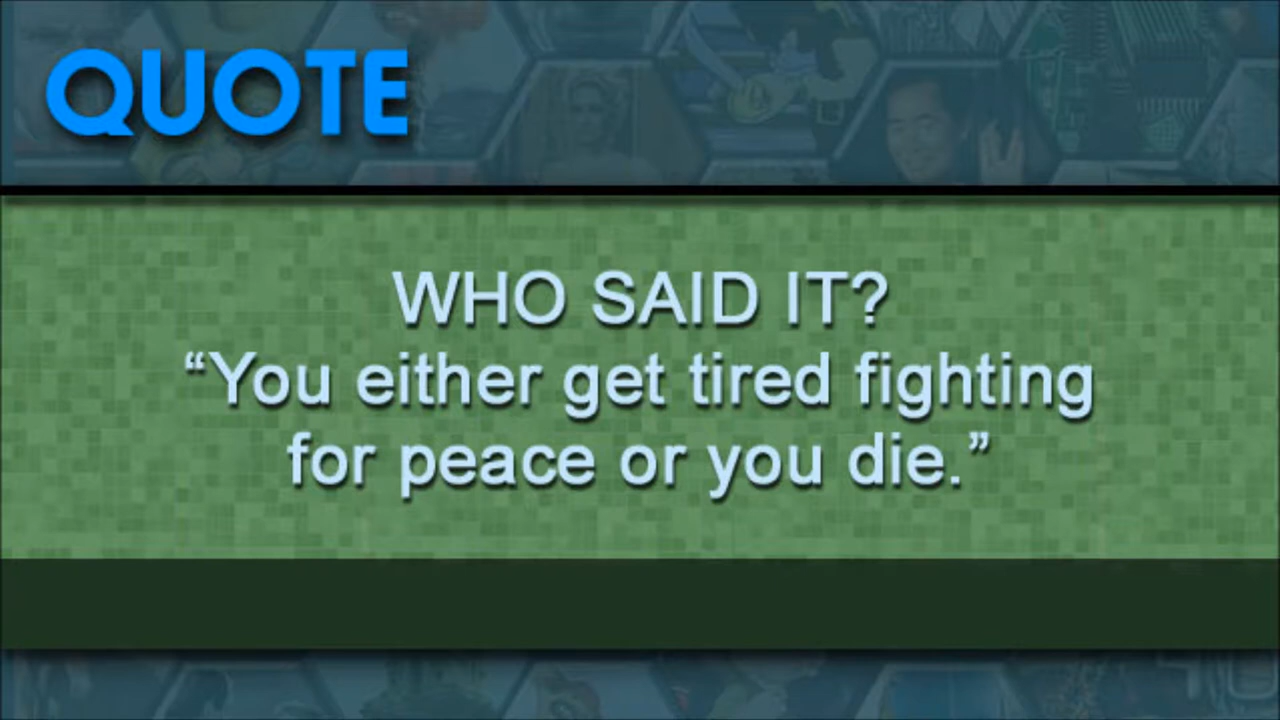 QUOTE
WHO SAID IT?
“You either get tired fighting
for peace or you die.”